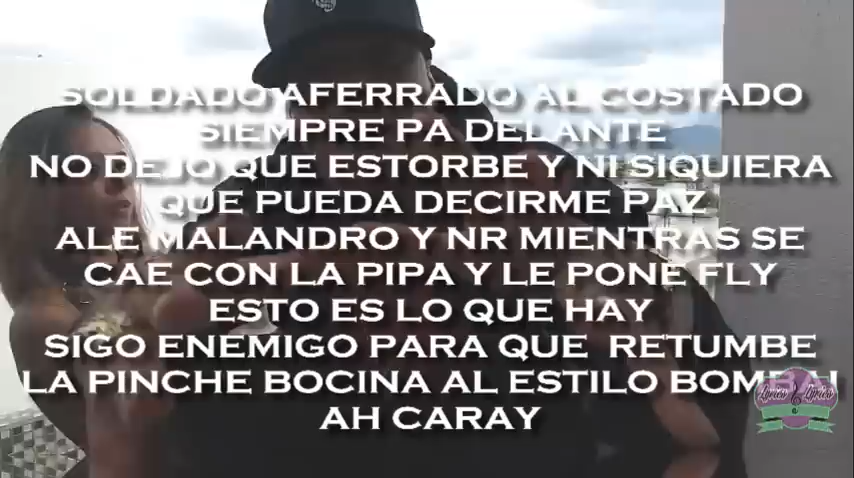 SOLDADO AFERRADO AL COSTADO
SIEMPRE PA DELANTE
NO DEJO QUE ESTORBE Y NI SIQUIERA
QUE PUEDA DECIRME PAZ
ALE MALANDRO Y NR MIENTRAS SE
CAE CON LA PIPA Y LE PONE FLY
ESTO ES LO QUE HAY
SIGO ENEMIGO PARA QUE RETUMBE
LA PINCHE BOCINA AL ESTILO
AH CARAY
Lyrics Lyrico